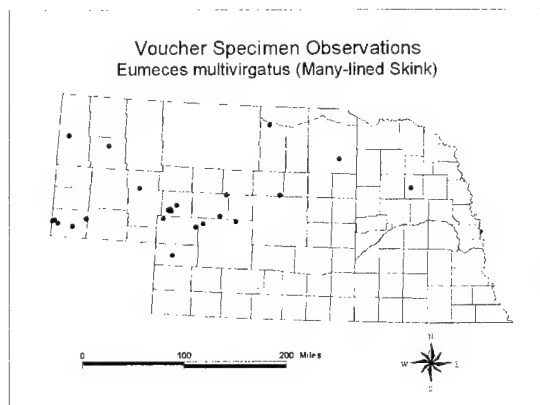 Voucher Specimen Observations
Eumeces multivirgatus (Many-lined Skink)
0 100 200 Miles
N
W E
S